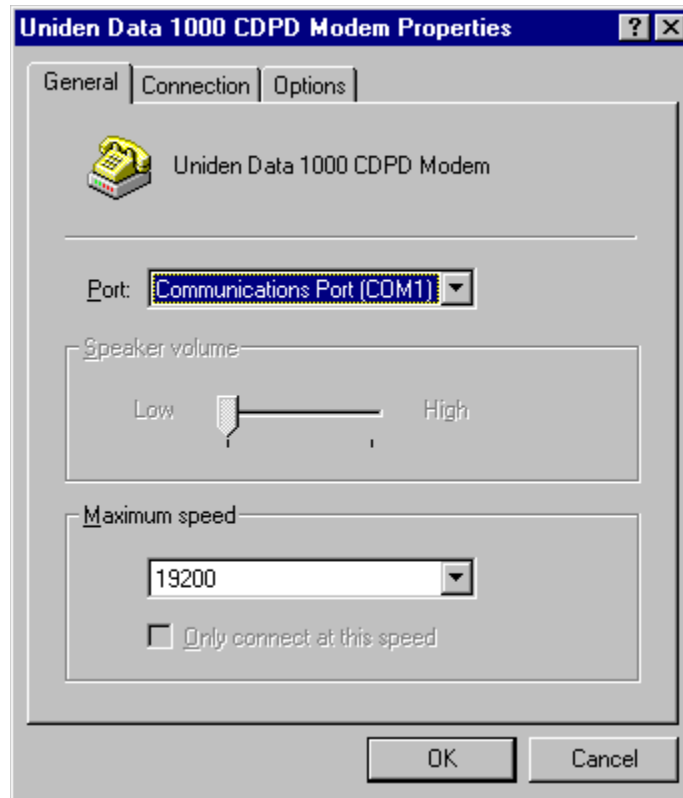 Uniden Data 1000 CDPD Modem Properties
General Connection Options
Uniden Data 1000 CDPD Modem
Port: Communications Port (COM1)
Speaker volume
Low High
Maximum speed
19200
Only connect at this speed
OK Cancel